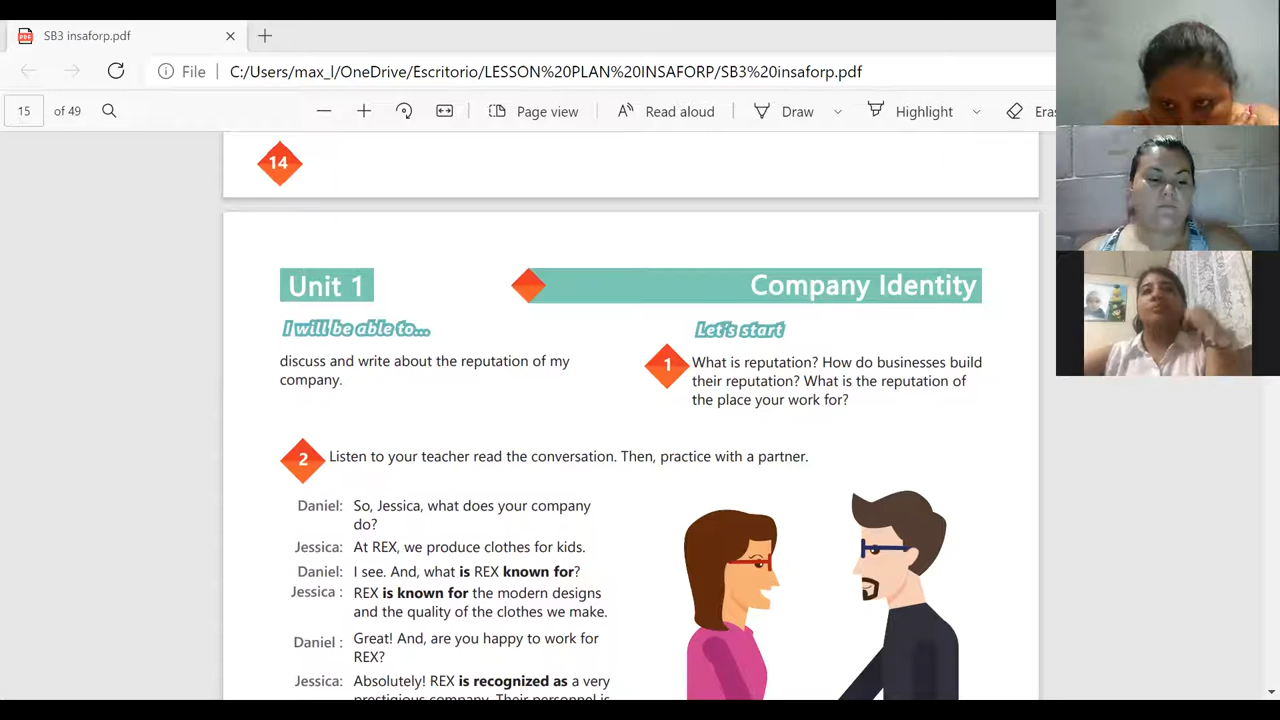 SB3 insaforp.pdf
File C:/Users/max_l/OneDrive/Escritorio/LESSON%20PLAN%20INSAFORP/SB3%20insaforp.pdf
15 of 49 Page view Read aloud Draw Highlight Eras
14
Unit 1
Company Identity
I will be able to...
discuss and write about the reputation of my
company.
Let's start
1
What is reputation? How do businesses build
their reputation? What is the reputation of
the place your work for?
2 Listen to your teacher read the conversation. Then, practice with a partner.
Daniel: So, Jessica, what does your company
do?
Jessica: At REX, we produce clothes for kids.
Daniel: I see. And, what is REX known for?
Jessica : REX is known for the modern designs
and the quality of the clothes we make.
Daniel : Great! And, are you happy to work for
REX?
Jessica: Absolutely! REX is recognized as a very
prestigious company. Their personnel is